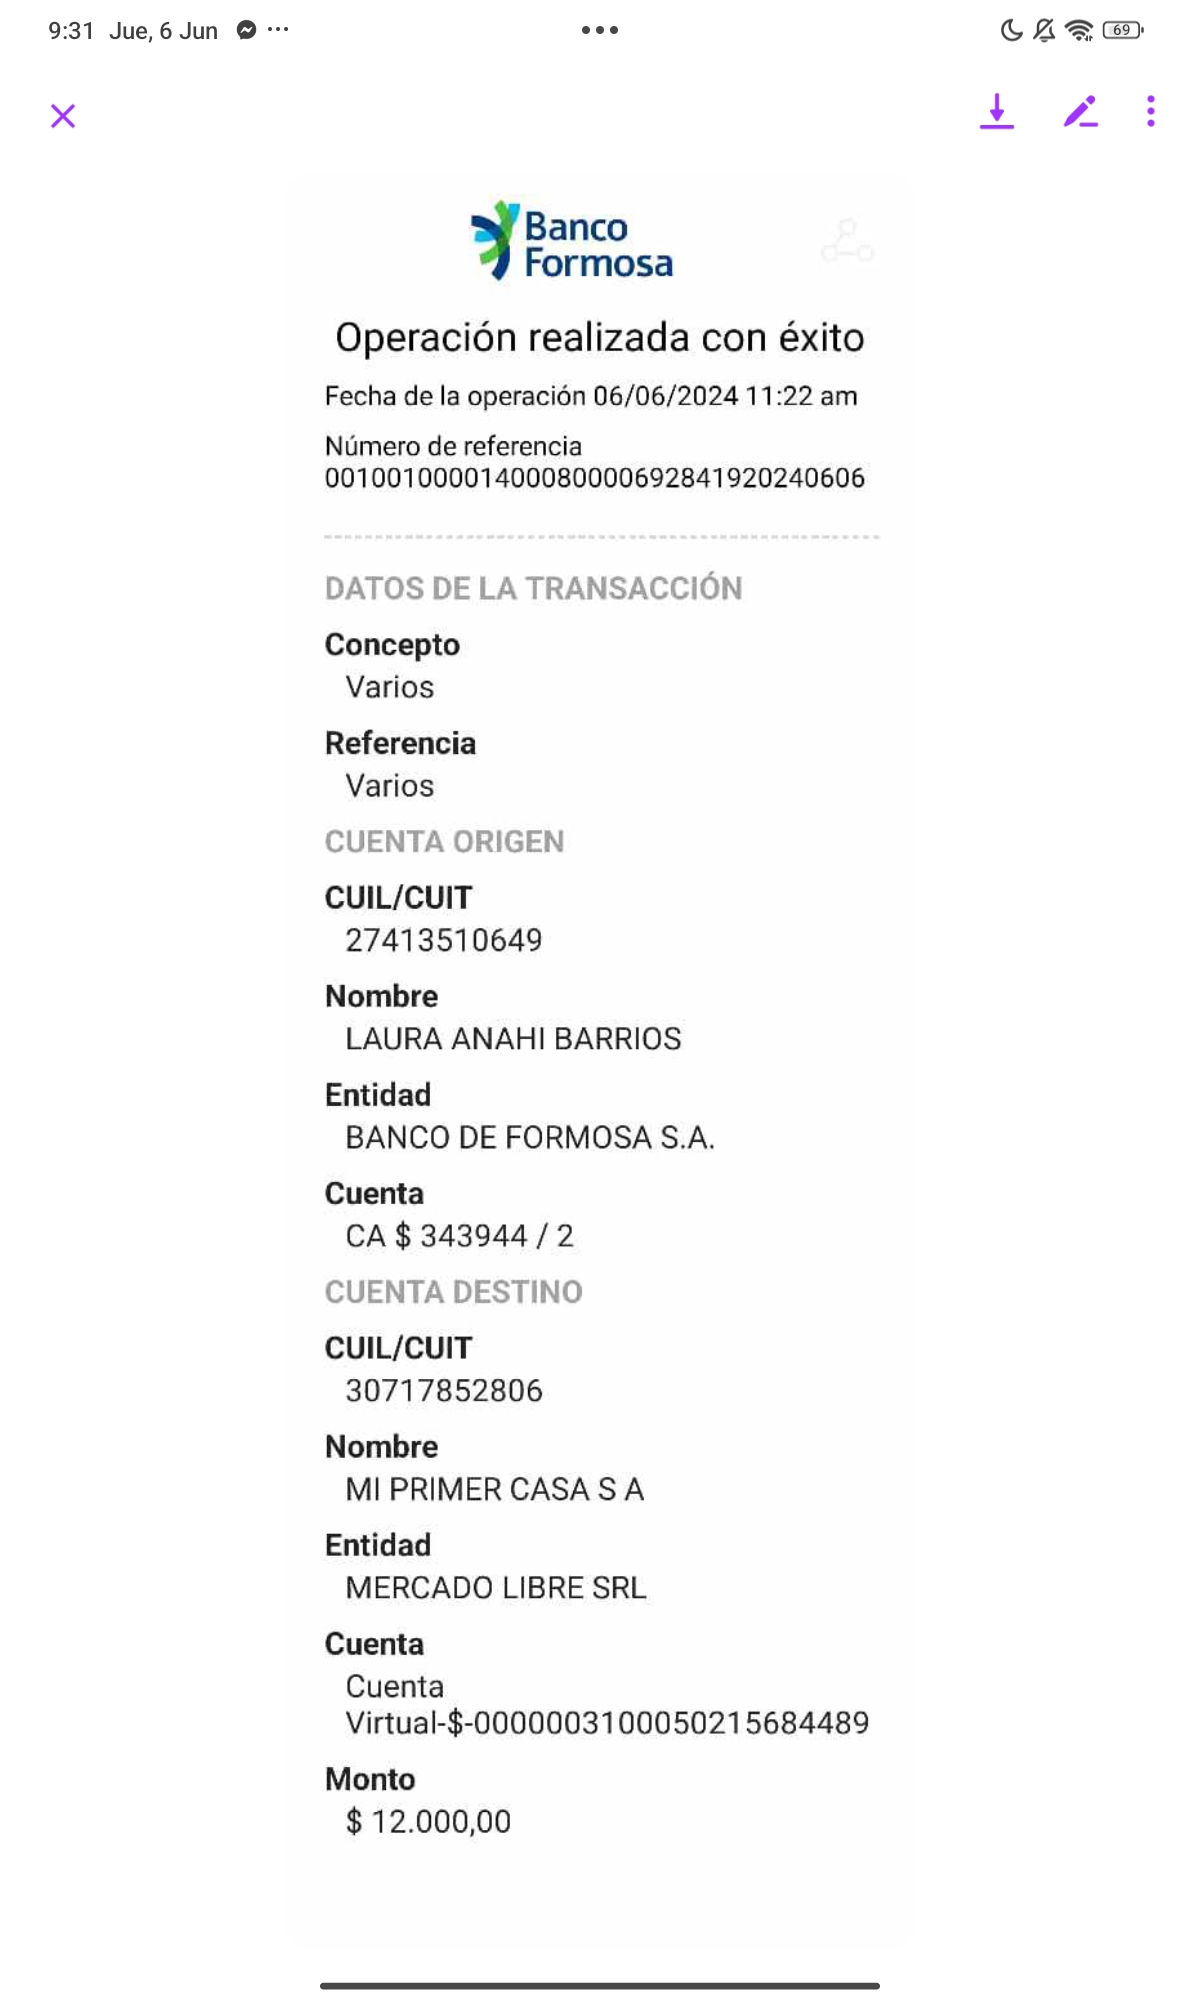 9:31 Jue, 6 Jun
69
Banco
Formosa
Operación realizada con éxito
Fecha de la operación 06/06/2024 11:22 am
Número de referencia
00100100001400080000692841920240606
DATOS DE LA TRANSACCIÓN
Concepto
Varios
Referencia
Varios
CUENTA ORIGEN
CUIL/CUIT
27413510649
Nombre
LAURA ANAHI BARRIOS
Entidad
BANCO DE FORMOSA S.A.
Cuenta
CA $ 343944 / 2
CUENTA DESTINO
CUIL/CUIT
30717852806
Nombre
MI PRIMER CASA S A
Entidad
MERCADO LIBRE SRL
Cuenta
Cuenta
Virtual-$-0000003100050215684489
Monto
$ 12.000,00